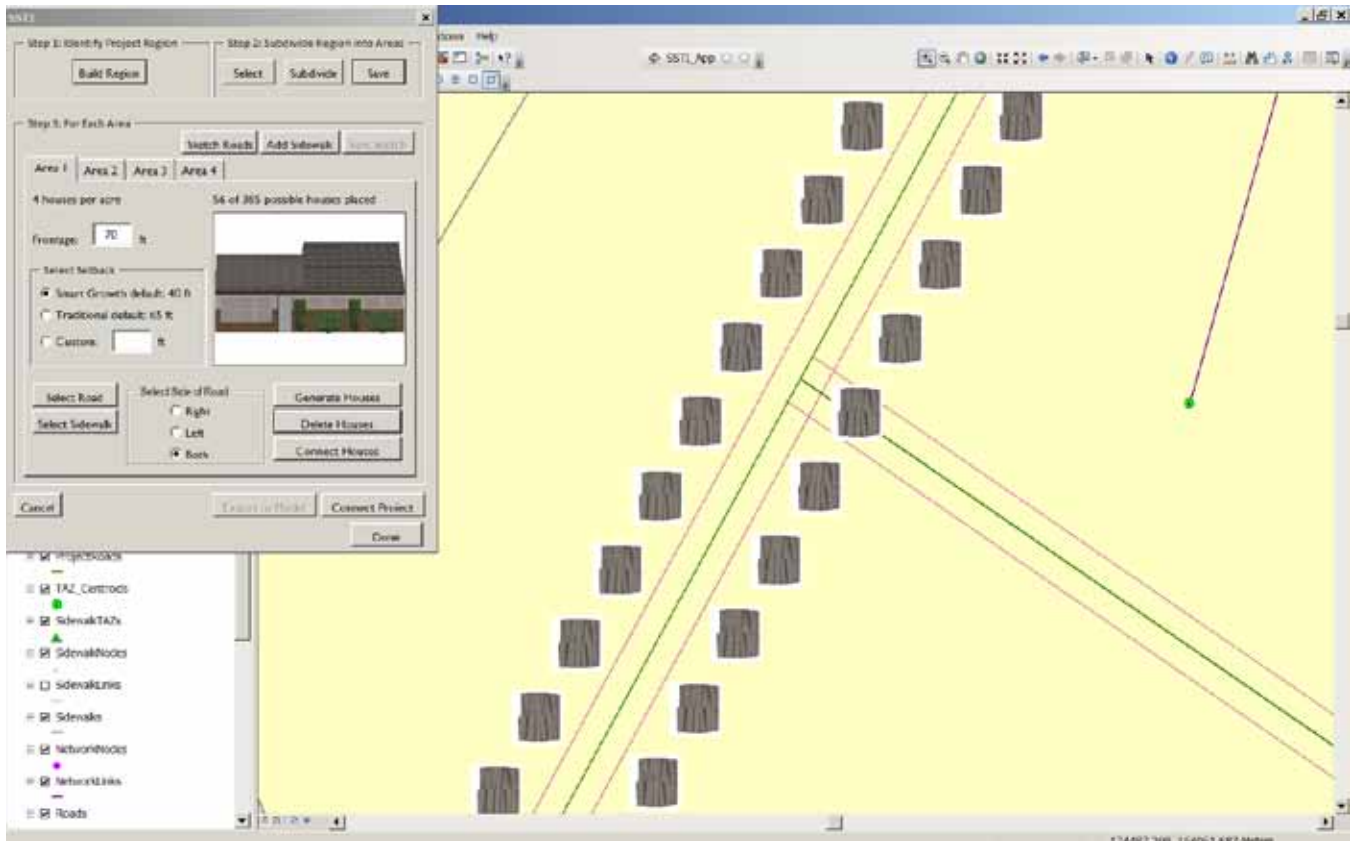 SSTI
Step 1: Identify Project Region
Step 2: Subdivide Region into Areas
Build Region
Select
Subdivide
Save
Help
SSTI_App
Step 3: For Each Area
Sketch Roads
Add Sidewalk
Area 1
Area 2
Area 3
Area 4
4 houses per acre
56 of 365 possible houses placed
Frontage: 70 ft
Select Setback
Smart Growth default: 40 ft
Traditional default: 65 ft
Custom: ft
Select Road
Select Sidewalk
Select Side of Road
Right
Left
Both
Generate Houses
Delete Houses
Connect Houses
Cancel
Export to Model
Connect Project
Done
ProjectRoads
TAZ_Centroids
SidewalkTAZs
SidewalkNodes
SidewalkLinks
Sidewalks
NetworkNodes
NetworkLinks
Roads